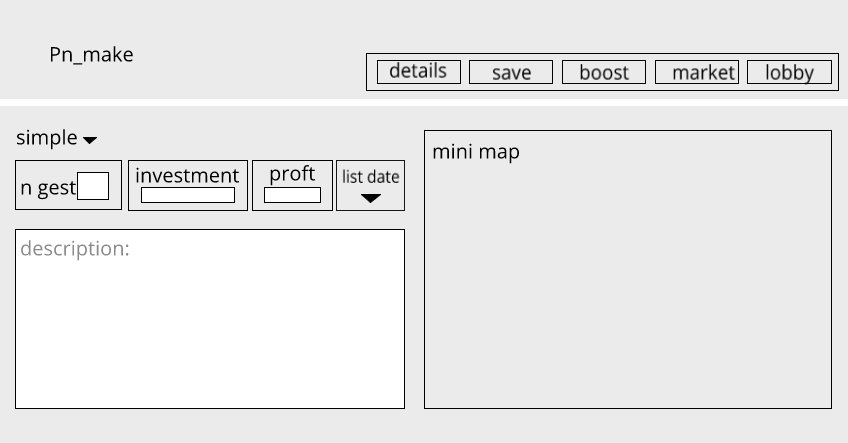 Pn_make
details
save
boost
market
lobby
simple
mini map
n gest
investment
proft
list date
description: